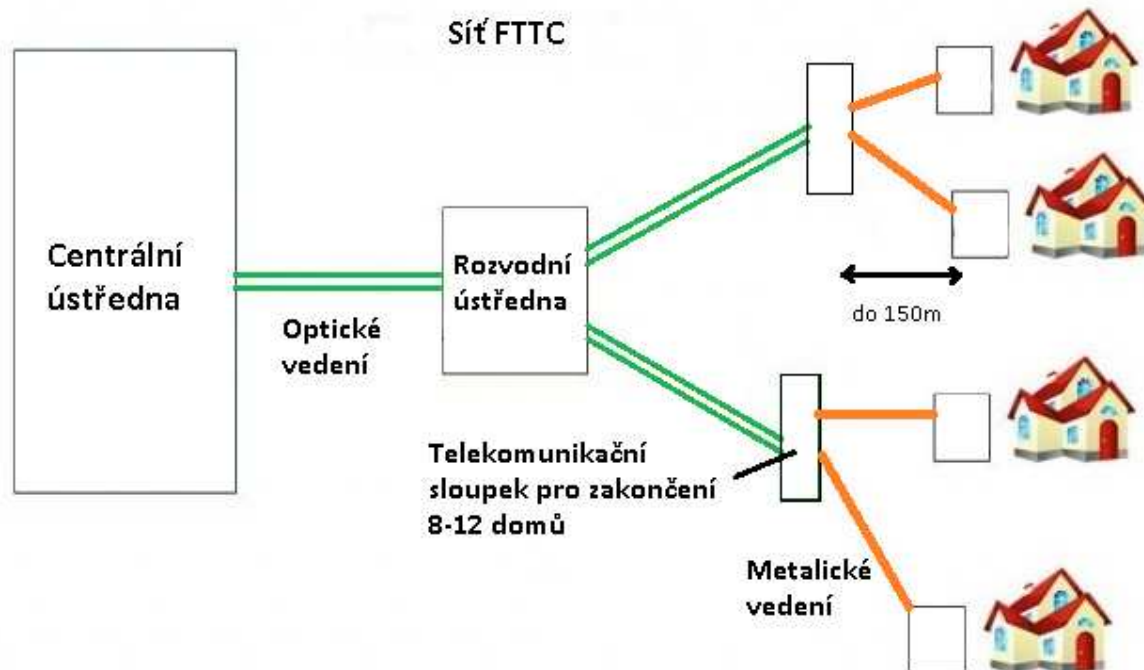 Síť FTTC
Centrální
ústředna
Optické
vedení
Rozvodní
ústředna
do 150m
Telekomunikační
sloupek pro zakončení
8-12 domů
Metalické
vedení